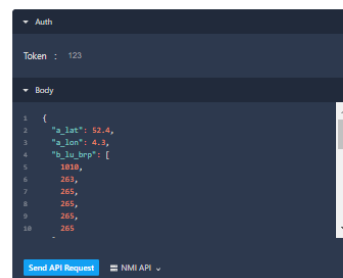 Auth
Token : 123
Body
1 {
2 "a_lat": 52.4,
3 "a_lon": 4.3,
4 "b_lu_brp": [
5 1010,
6 263,
7 265,
8 265,
9 265,
10 265
Send API Request NMI API